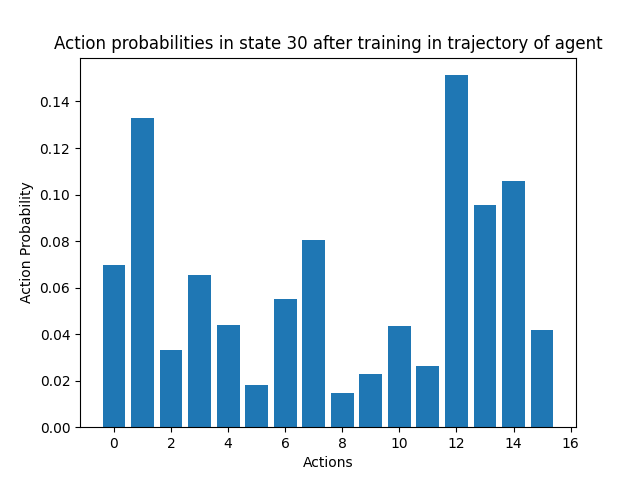 Action probabilities in state 30 after training in trajectory of agent
Action Probability
0.14
0.12
0.10
0.08
0.06
0.04
0.02
0.00
0 2 4 6 8 10 12 14 16
Actions